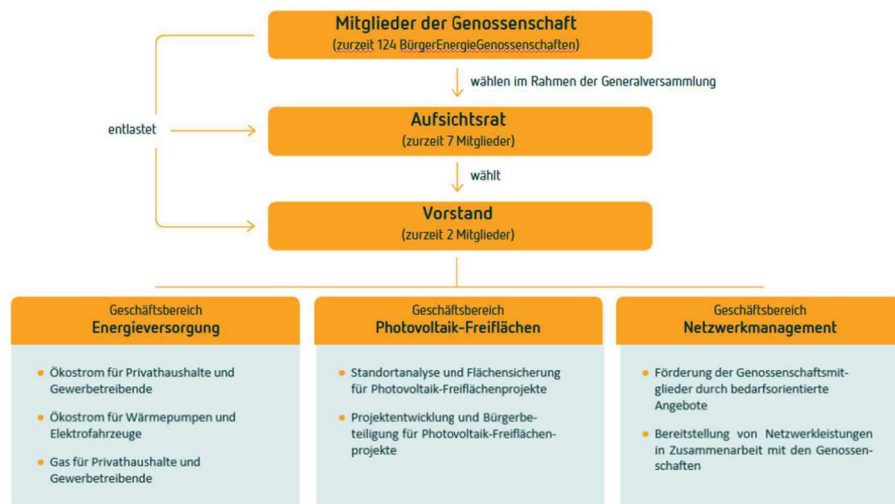 Mitglieder der Genossenschaft
(zurzeit 124 BürgerEnergieGenossenschaften)
wählen im Rahmen der Generalversammlung
entlastet
Aufsichtsrat
(zurzeit 7 Mitglieder)
wählt
Vorstand
(zurzeit 2 Mitglieder)
Geschäftsbereich
Energieversorgung
Ökostrom für Privathaushalte und
Gewerbetreibende
Ökostrom für Wärmepumpen und
Elektrofahrzeuge
Gas für Privathaushalte und
Gewerbetreibende
Geschäftsbereich
Photovoltaik-Freiflächen
Standortanalyse und Flächensicherung
für Photovoltaik-Freiflächenprojekte
Projektentwicklung und Bürgerbe-
teiligung für Photovoltaik-Freiflächen-
projekte
Geschäftsbereich
Netzwerkmanagement
Förderung der Genossenschaftsmit-
glieder durch bedarfsorientierte
Angebote
Bereitstellung von Netzwerkleistungen
in Zusammenarbeit mit den Genossen-
schaften